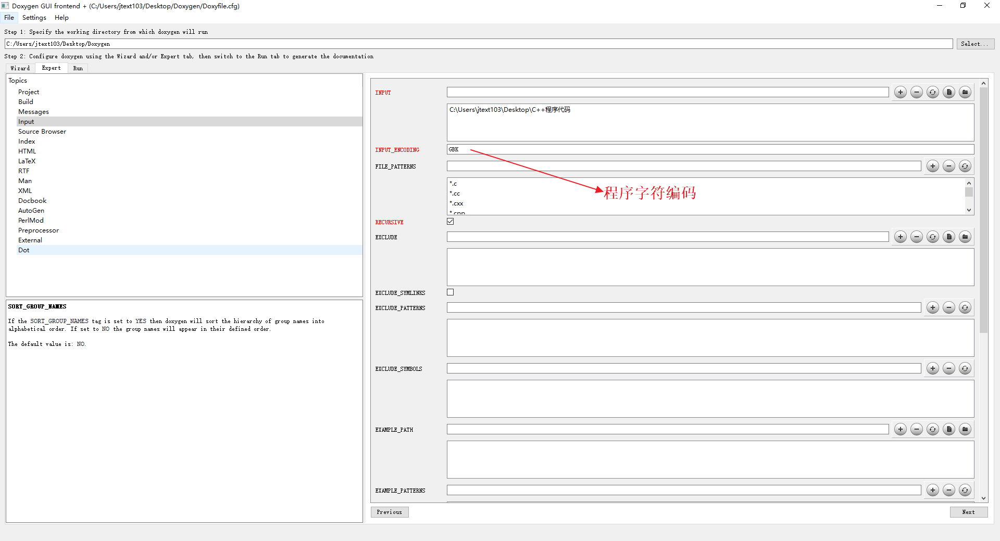 Doxygen GUI frontend + (C:/Users/jtext103/Desktop/Doxygen/Doxyfile.cfg)
File Settings Help
Step 1: Specify the working directory from which doxygen will run
C:/Users/jtext103/Desktop/Doxygen
Select...
Step 2: Configure doxygen using the Wizard and/or Expert tab, then switch to the Run tab to generate the documentation
Wizard Expert Run
Topics
Project
Build
Messages
Input
Source Browser
Index
HTML
LaTeX
RTF
Man
XML
Docbook
AutoGen
PerlMod
Preprocessor
External
Dot
SORT_GROUP_NAMES
If the SORT_GROUP_NAMES tag is set to YES then doxygen will sort the hierarchy of group names into
alphabetical order. If set to NO the group names will appear in their defined order.
The default value is: NO.
INPUT
C:\Users\jtext103\Desktop\C++程序代码
INPUT_ENCODING
GBK
程序字符编码
FILE_PATTERNS
*.c
*.cc
*.cxx
*.cpp
RECURSIVE
EXCLUDE
EXCLUDE_SYMLINKS
EXCLUDE_PATTERNS
EXCLUDE_SYMBOLS
EXAMPLE_PATH
EXAMPLE_PATTERNS
Previous
Next